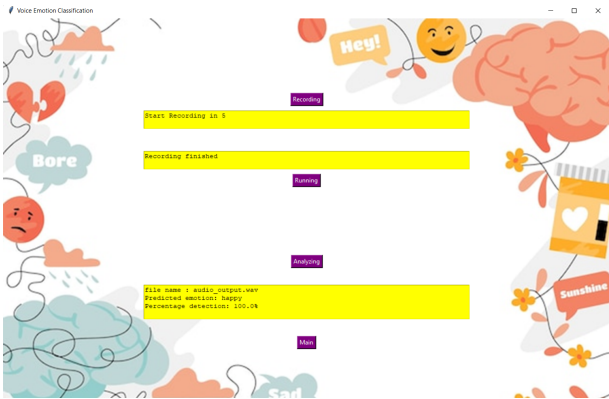 Voice Emotion Classification
Hey!
Recording
Start Recording in 5
Bore
Recording finished
Running
Analyzing
file name : audio_output.wav
Predicted emotion: happy
Percentage detection: 100.0%
Sunshine
Main
Sad